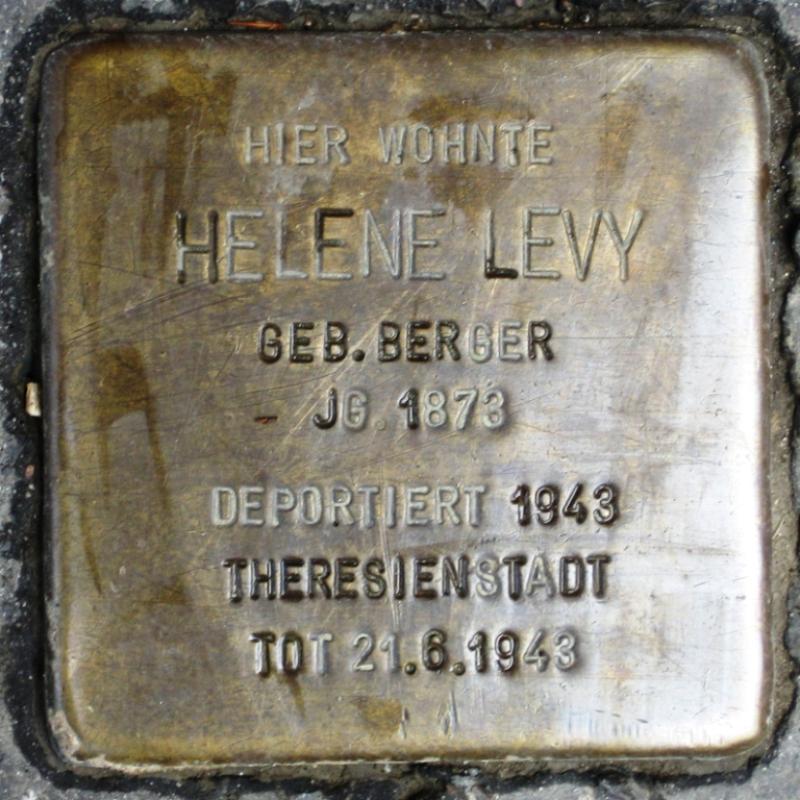 HIER WOHNTE
HELENE LEVY
GEB. BERGER
JG. 1873
DEPORTIERT 1943
THERESIENSTADT
TOT 21.6.1943